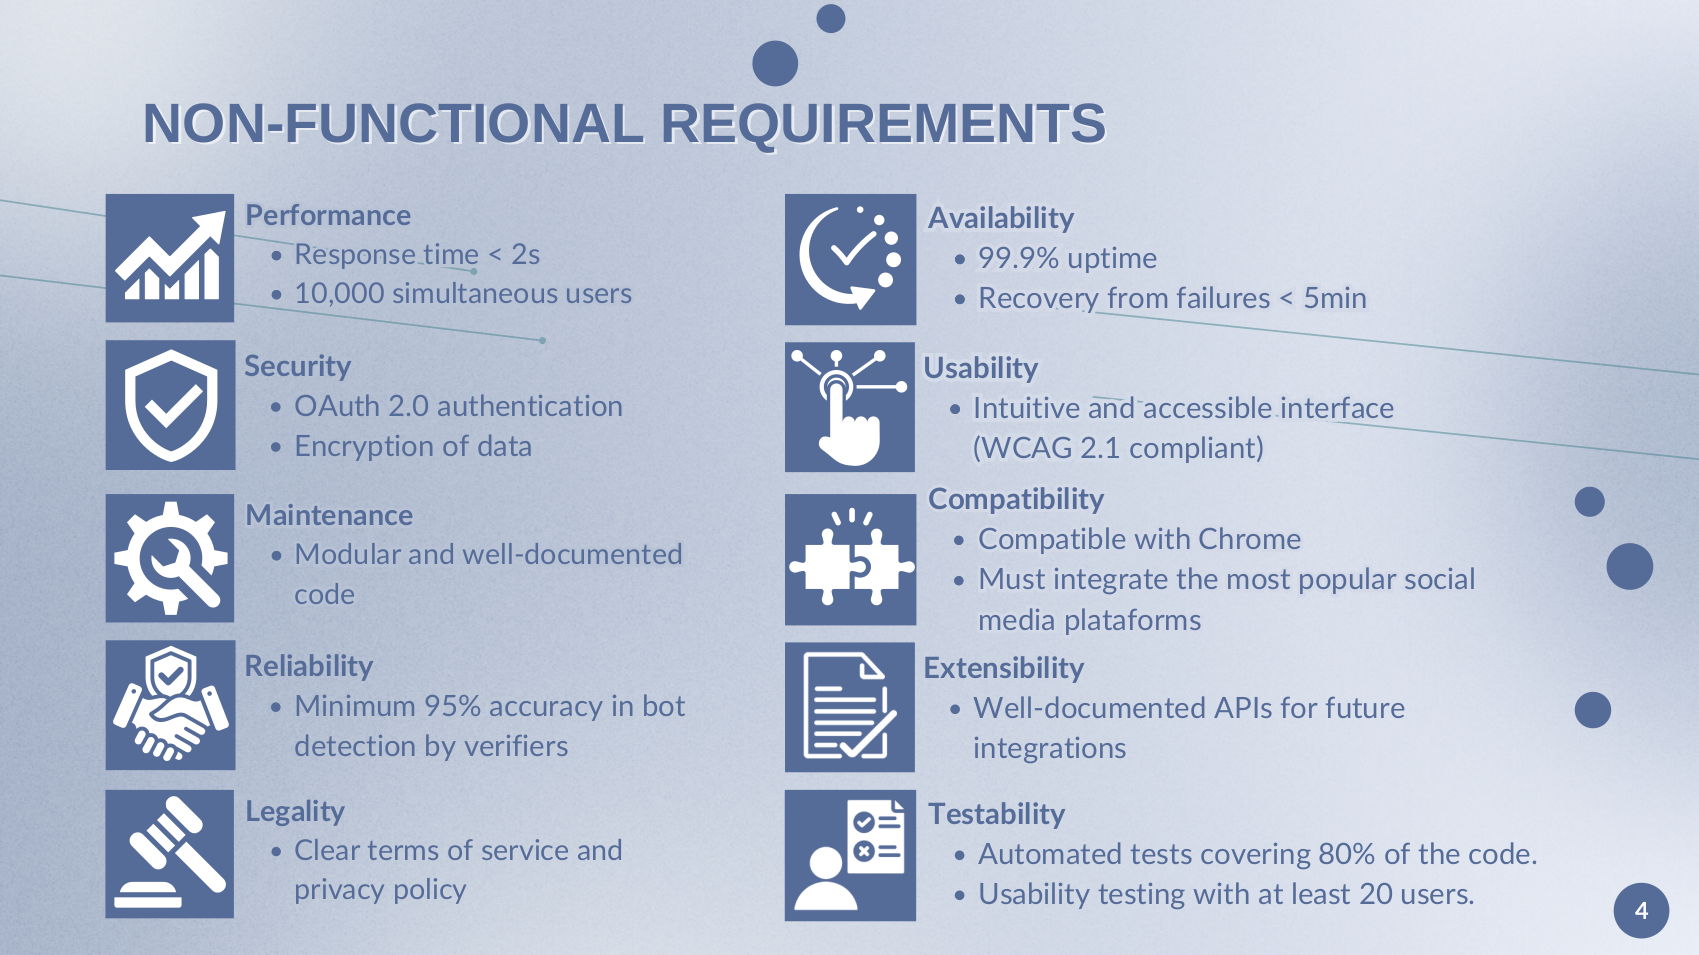 NON-FUNCTIONAL REQUIREMENTS
Performance
• Response time < 2s
• 10,000 simultaneous users
Security
• OAuth 2.0 authentication
• Encryption of data
Maintenance
• Modular and well-documented
code
Reliability
• Minimum 95% accuracy in bot
detection by verifiers
Legality
• Clear terms of service and
privacy policy
Availability
• 99.9% uptime
• Recovery from failures < 5min
Usability
• Intuitive and accessible interface
(WCAG 2.1 compliant)
Compatibility
• Compatible with Chrome
• Must integrate the most popular social
media plataforms
Extensibility
• Well-documented APIs for future
integrations
Testability
• Automated tests covering 80% of the code.
• Usability testing with at least 20 users.
4